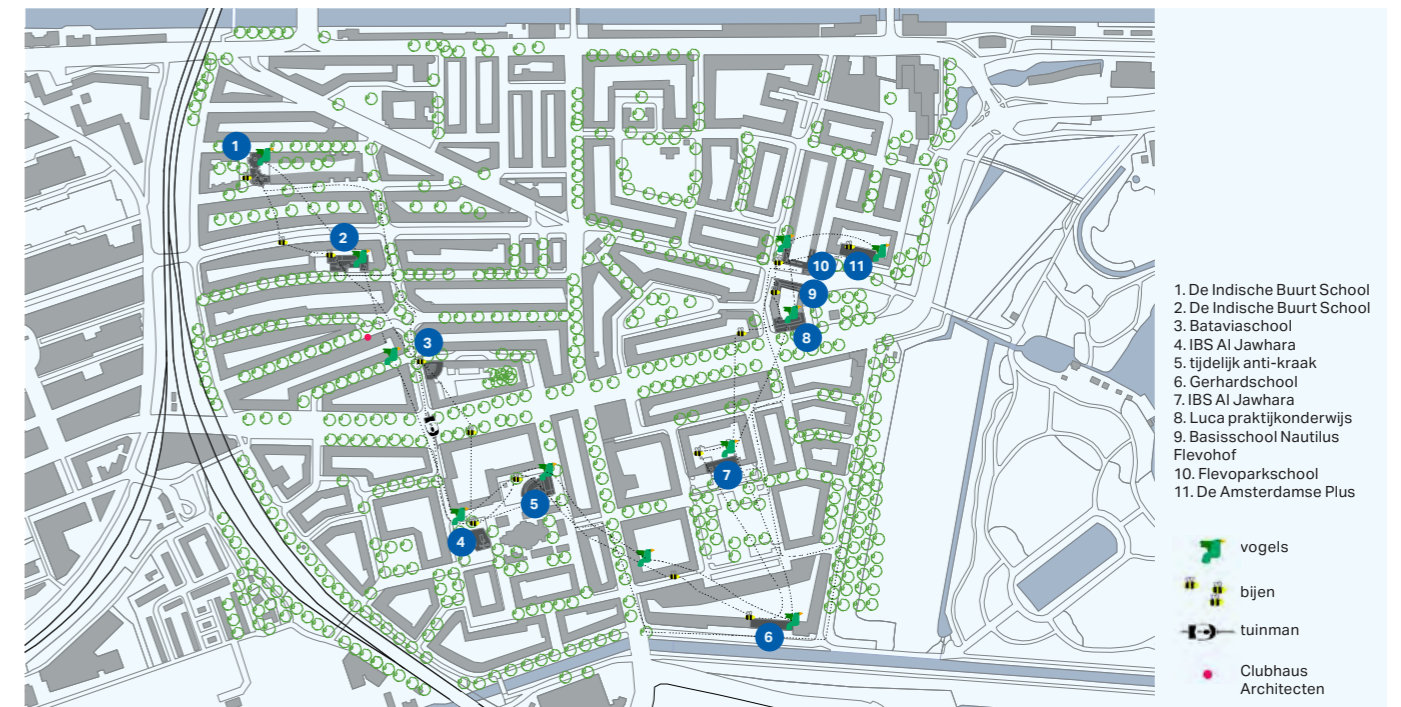 1
2
3
4
5
6
7
8
9
10
11
1. De Indische Buurt School
2. De Indische Buurt School
3. Bataviaschool
4. IBS Al Jawhara
5. tijdelijk anti-kraak
6. Gerhardschool
7. IBS Al Jawhara
8. Luca praktijkonderwijs
9. Basisschool Nautilus
Flevohof
10. Flevoparkschool
11. De Amsterdamse Plus
vogels
bijen
tuinman
Clubhaus
Architecten